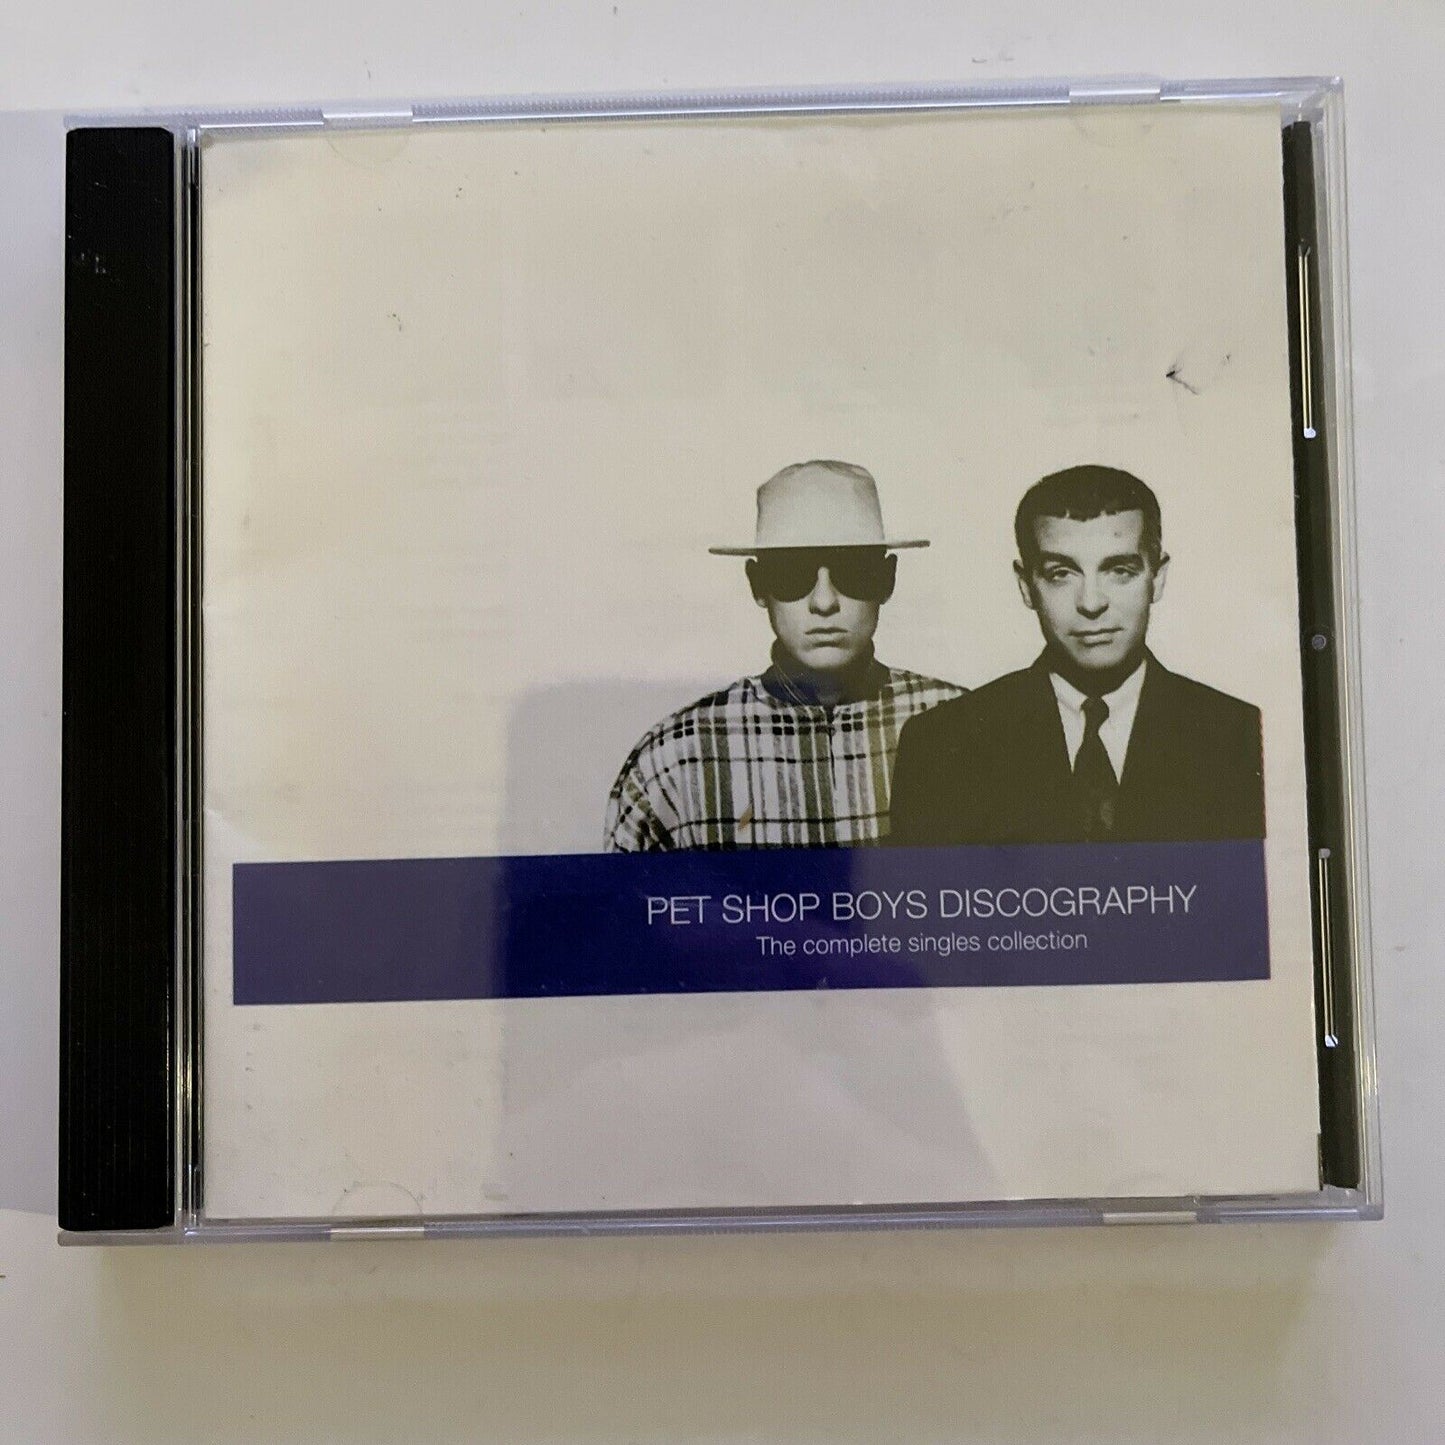 PET SHOP BOYS DISCOGRAPHY
The complete singles collection